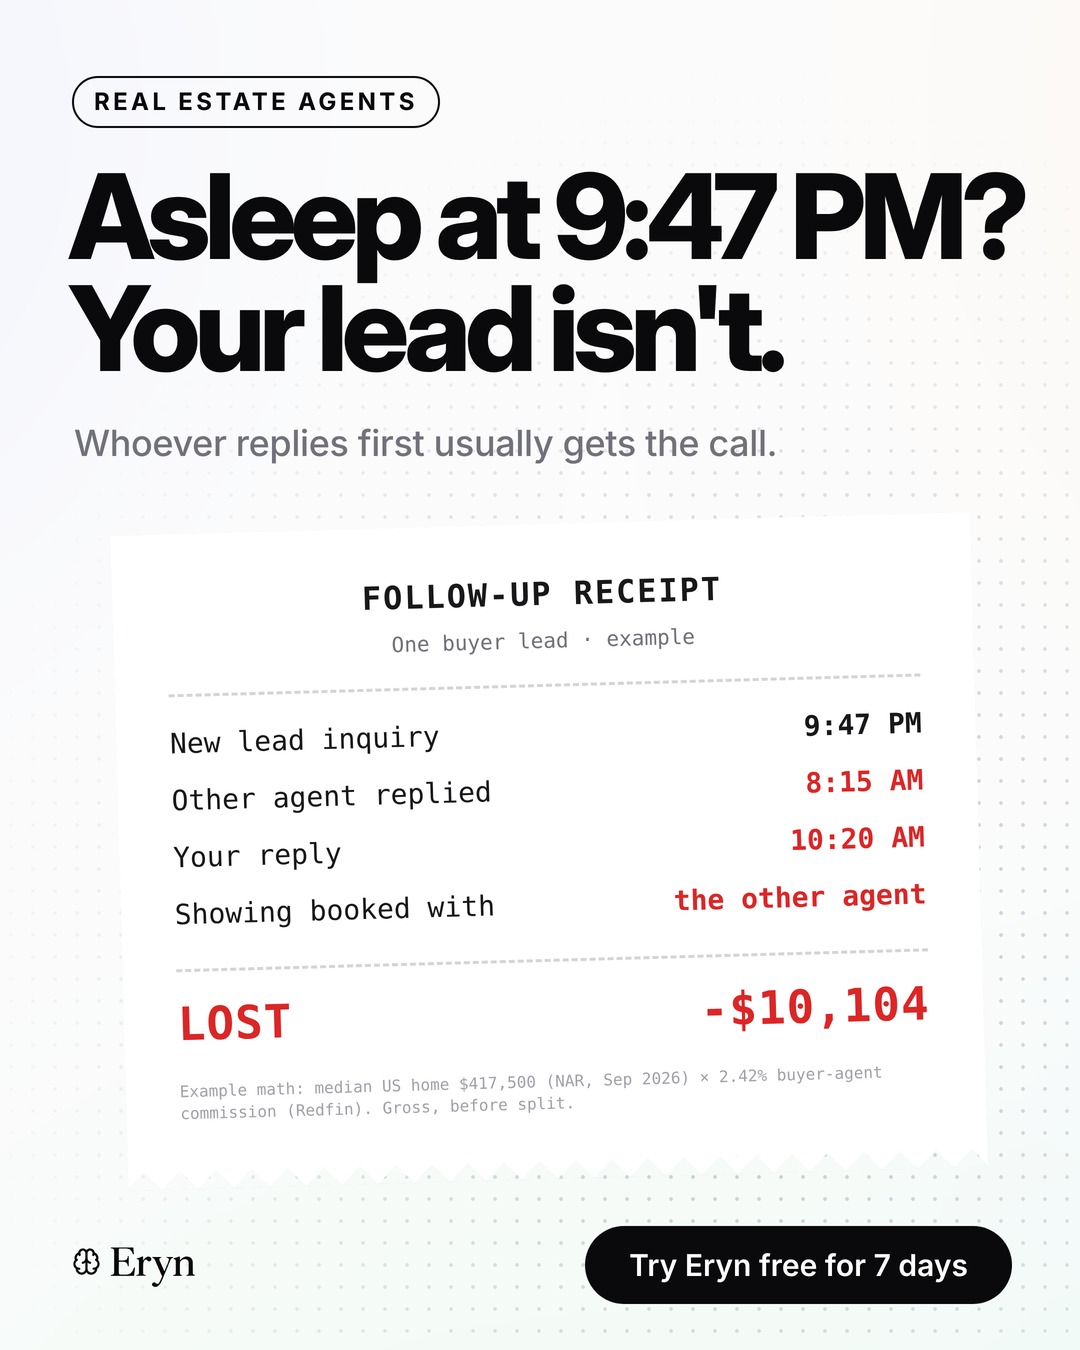 REAL ESTATE AGENTS
Asleep at 9:47 PM?
Your lead isn't.
Whoever replies first usually gets the call.
FOLLOW-UP RECEIPT
One buyer lead · example
New lead inquiry 9:47 PM
Other agent replied 8:15 AM
Your reply 10:20 AM
Showing booked with the other agent
LOST -$10,104
Example math: median US home $417,500 (NAR, Sep 2026) × 2.42% buyer-agent
commission (Redfin). Gross, before split.
Eryn
Try Eryn free for 7 days